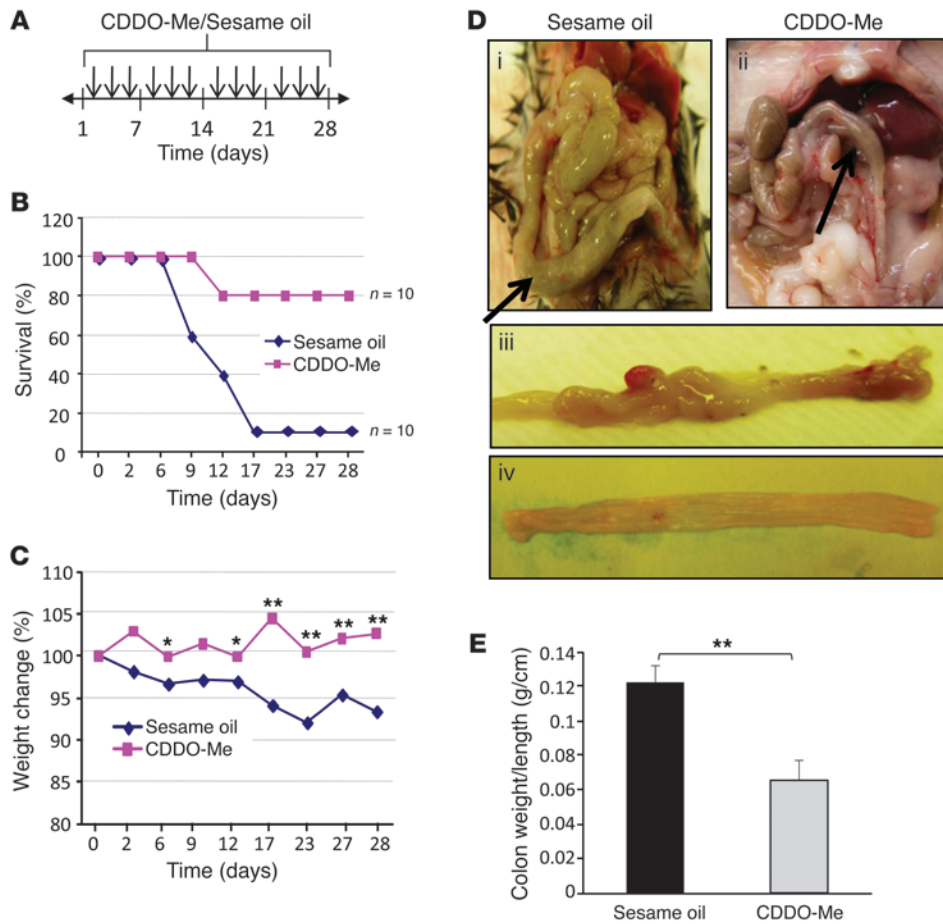 A
CDDO-Me/Sesame oil
1 7 14 21 28
Time (days)
B
Survival (%)
120
100
80
60
40
20
0
n = 10
Sesame oil
CDDO-Me
n = 10
0 2 6 9 12 17 23 27 28
Time (days)
C
Weight change (%)
110
105
100
95
90
85
80
* * ** ** ** **
Sesame oil
CDDO-Me
0 2 6 9 12 17 23 27 28
Time (days)
D
Sesame oil CDDO-Me
i ii
iii
iv
E
Colon weight/length (g/cm)
0.14
0.12
0.1
0.08
0.06
0.04
0.02
0
**
Sesame oil CDDO-Me